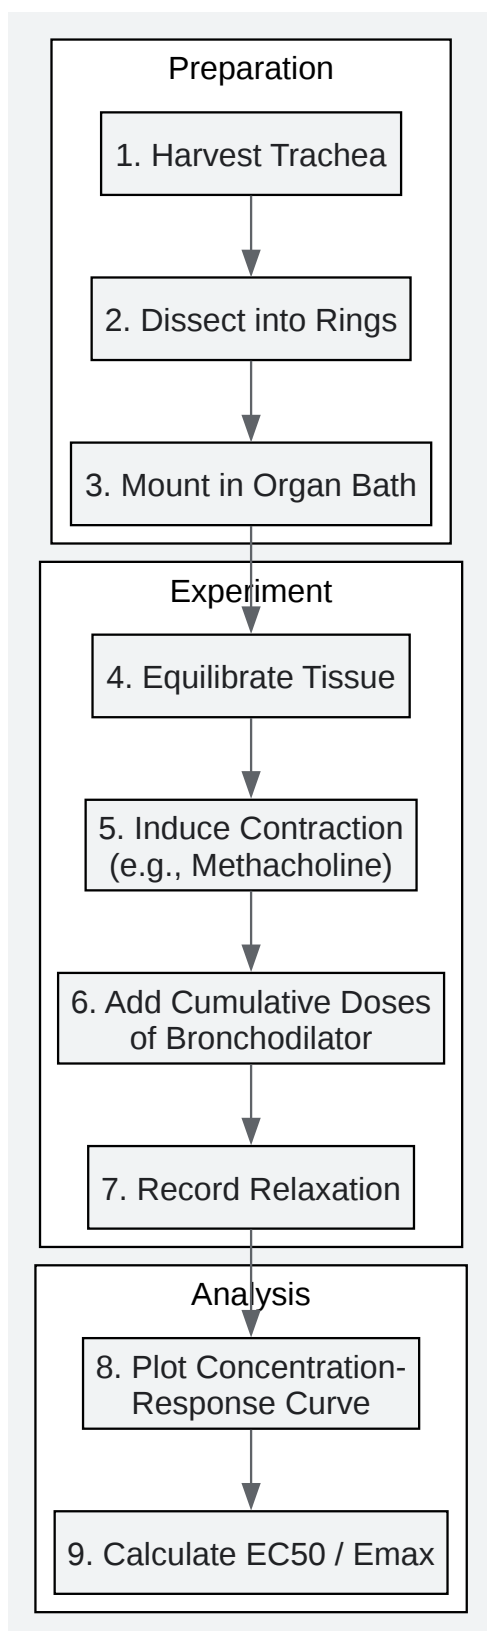 Preparation
1. Harvest Trachea
2. Dissect into Rings
3. Mount in Organ Bath
Experiment
4. Equilibrate Tissue
5. Induce Contraction
(e.g., Methacholine)
6. Add Cumulative Doses
of Bronchodilator
7. Record Relaxation
Analysis
8. Plot Concentration-
Response Curve
9. Calculate EC50 / Emax